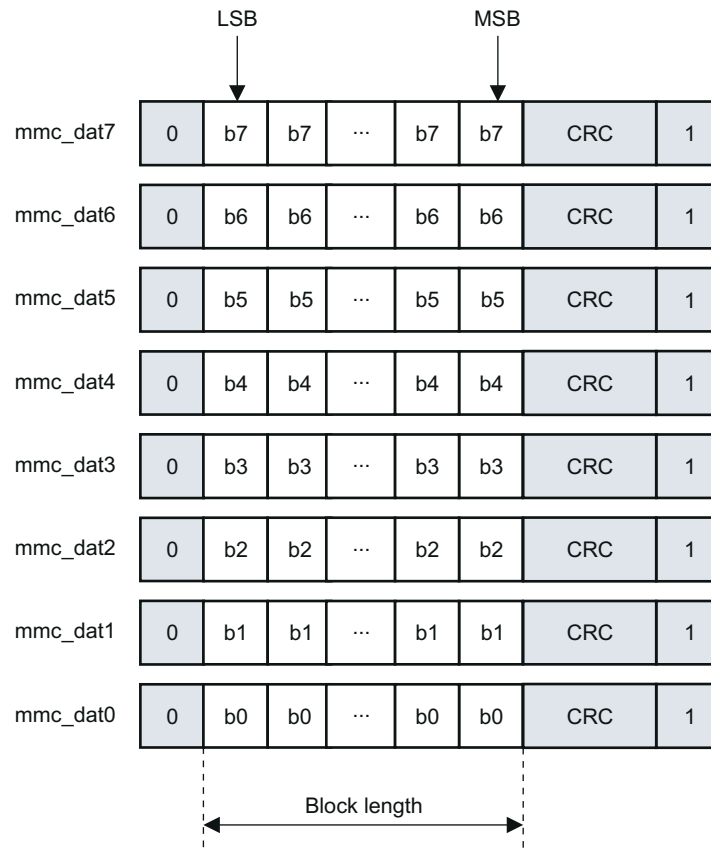 LSB MSB
mmc_dat7 0 b7 b7 ... b7 b7 CRC 1
mmc_dat6 0 b6 b6 ... b6 b6 CRC 1
mmc_dat5 0 b5 b5 ... b5 b5 CRC 1
mmc_dat4 0 b4 b4 ... b4 b4 CRC 1
mmc_dat3 0 b3 b3 ... b3 b3 CRC 1
mmc_dat2 0 b2 b2 ... b2 b2 CRC 1
mmc_dat1 0 b1 b1 ... b1 b1 CRC 1
mmc_dat0 0 b0 b0 ... b0 b0 CRC 1
Block length